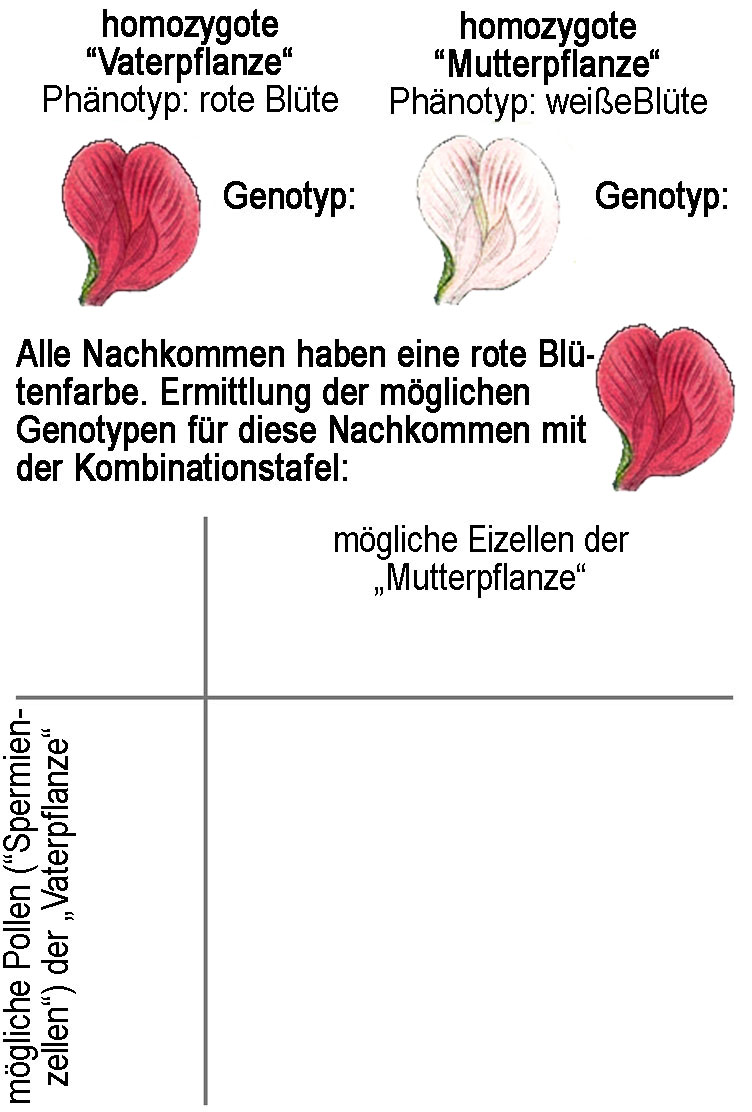 homozygote
“Vaterpflanze“
Phänotyp: rote Blüte
Genotyp:
homozygote
“Mutterpflanze“
Phänotyp: weißeBlüte
Genotyp:
Alle Nachkommen haben eine rote Blü-
tenfarbe. Ermittlung der möglichen
Genotypen für diese Nachkommen mit
der Kombinationstafel:
mögliche Eizellen der
„Mutterpflanze“
mögliche Pollen (“Spermien-
zellen“) der „Vaterpflanze“